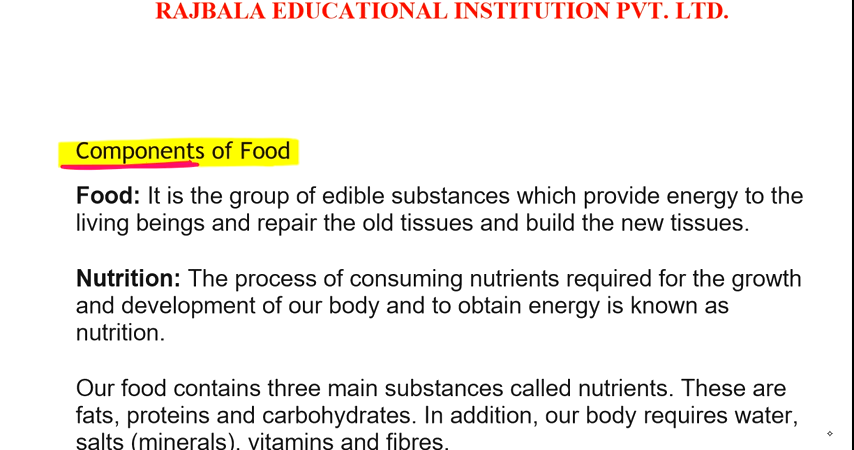 RAJBALA EDUCATIONAL INSTITUTION PVT. LTD.
Components of Food
Food: It is the group of edible substances which provide energy to the
living beings and repair the old tissues and build the new tissues.
Nutrition: The process of consuming nutrients required for the growth
and development of our body and to obtain energy is known as
nutrition.
Our food contains three main substances called nutrients. These are
fats, proteins and carbohydrates. In addition, our body requires water,
salts (minerals), vitamins and fibres.